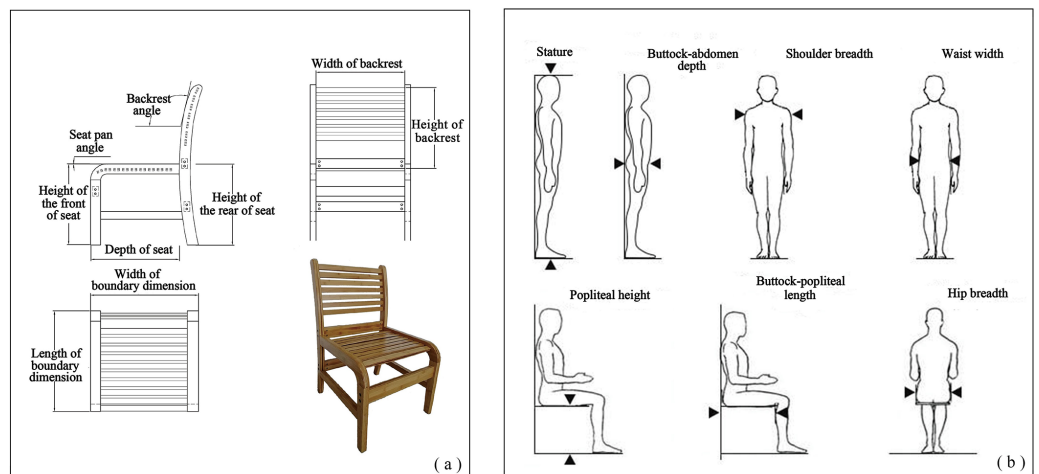 Backrest
angle
Seat pan
angle
Height of
the front
of seat
Height of
the rear of seat
Depth of seat
Width of backrest
Height of
backrest
Width of
boundary dimension
Length of
boundary
dimension
( a )
Stature
Buttock-abdomen
depth
Shoulder breadth
Waist width
Popliteal height
Buttock-popliteal
length
Hip breadth
( b )